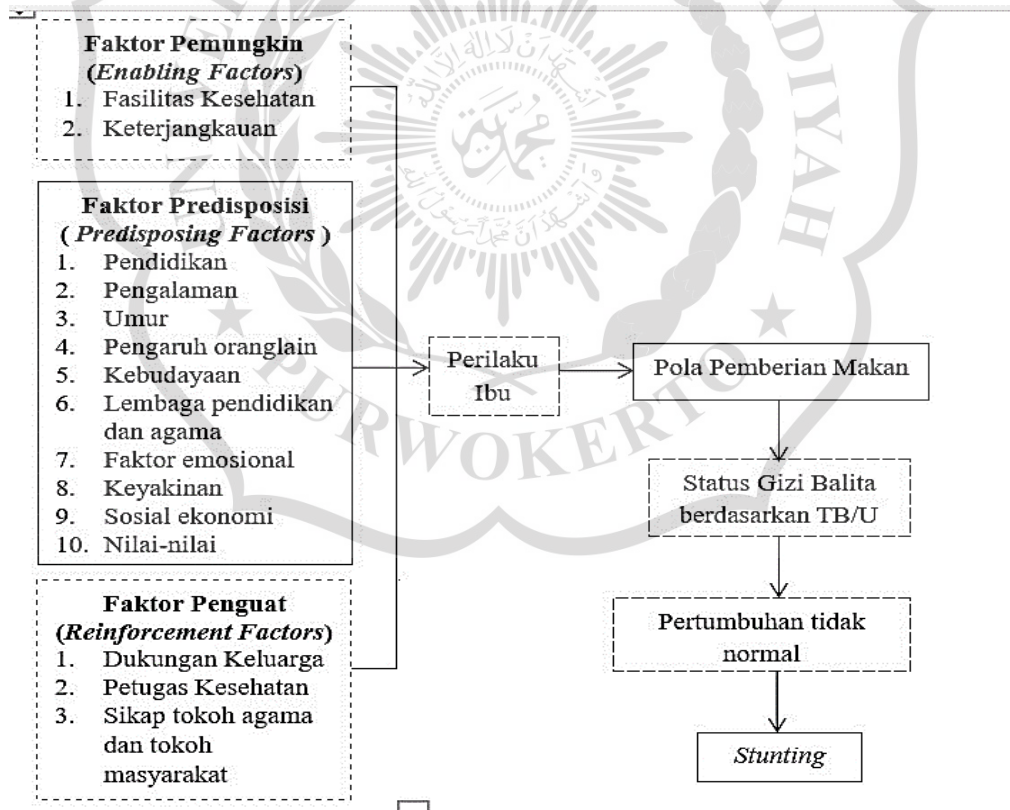 Faktor Pemungkin
(Enabling Factors)
1. Fasilitas Kesehatan
2. Keterjangkauan
Faktor Predisposisi
( Predisposing Factors )
1. Pendidikan
2. Pengalaman
3. Umur
4. Pengaruh oranglain
5. Kebudayaan
6. Lembaga pendidikan
dan agama
7. Faktor emosional
8. Keyakinan
9. Sosial ekonomi
10. Nilai-nilai
Faktor Penguat
(Reinforcement Factors)
1. Dukungan Keluarga
2. Petugas Kesehatan
3. Sikap tokoh agama
dan tokoh
masyarakat
Perilaku
Ibu
Pola Pemberian Makan
Status Gizi Balita
berdasarkan TB/U
Pertumbuhan tidak
normal
Stunting
PURWOKERTO